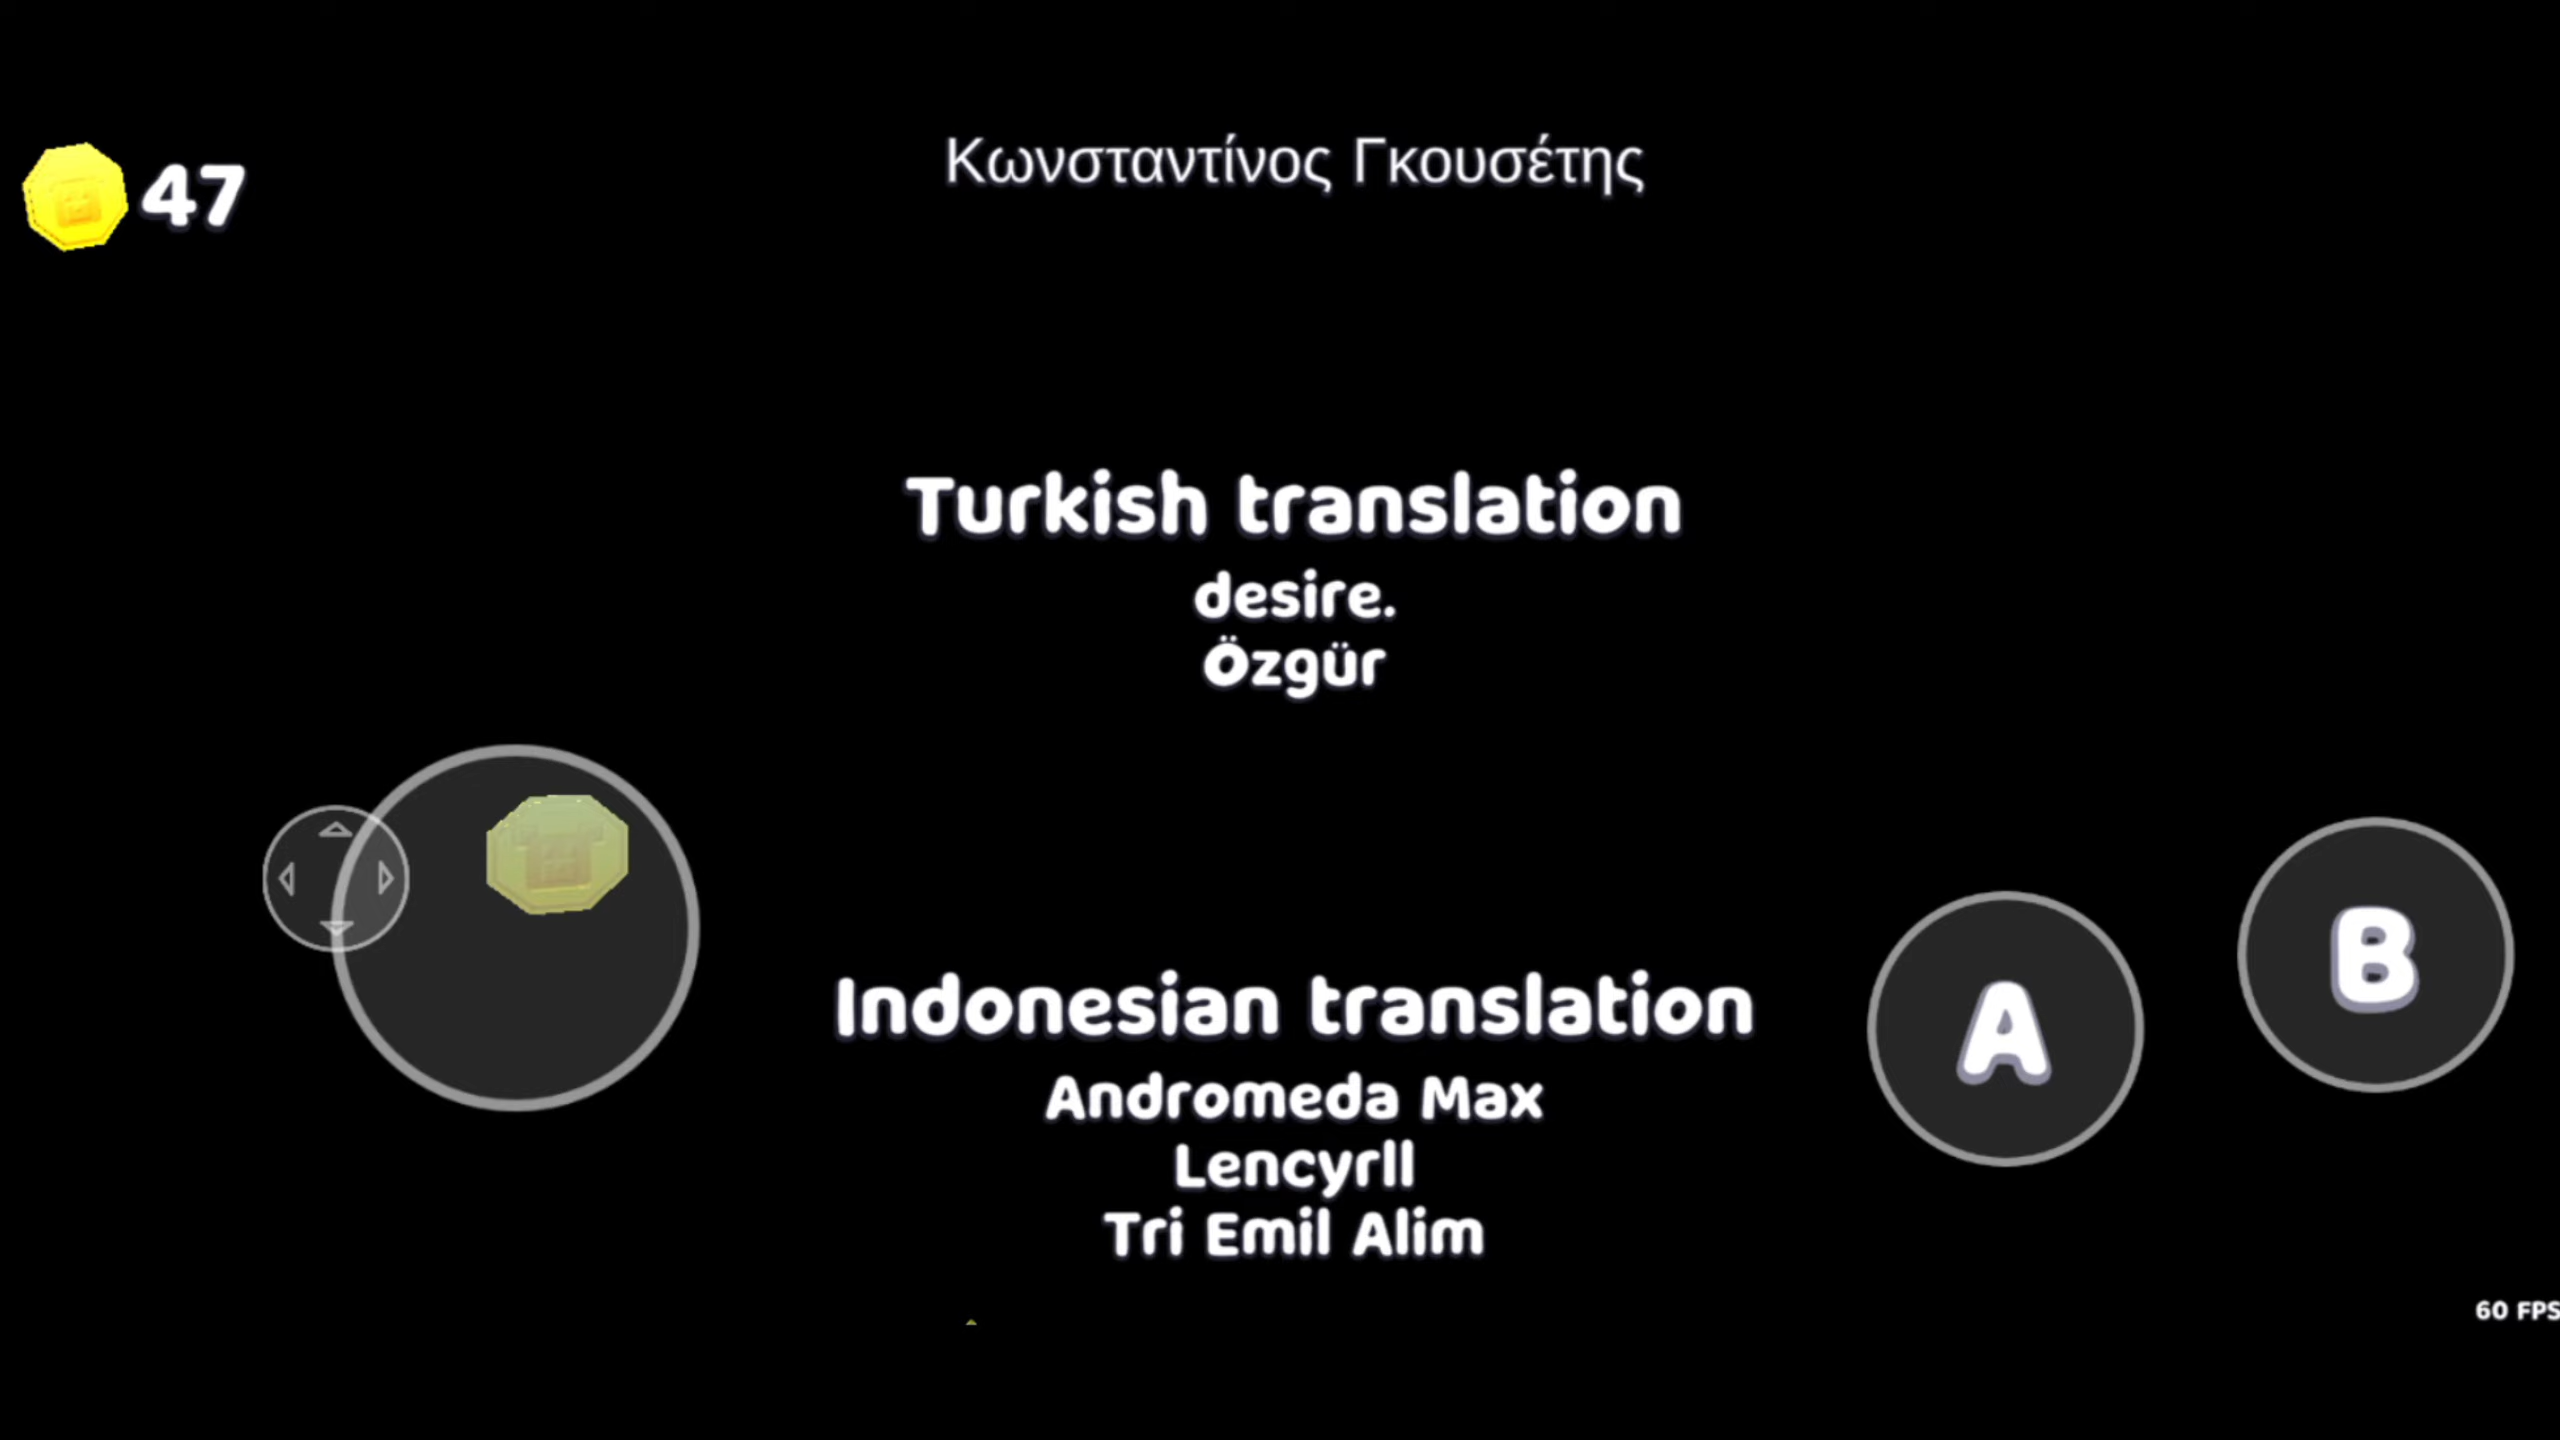 Κωνσταντίνος Γκουσέτης
47
Turkish translation
desire.
Özgür
Indonesian translation
Andromeda Max
Lencyrll
Tri Emil Alim
A
B
60 FPS